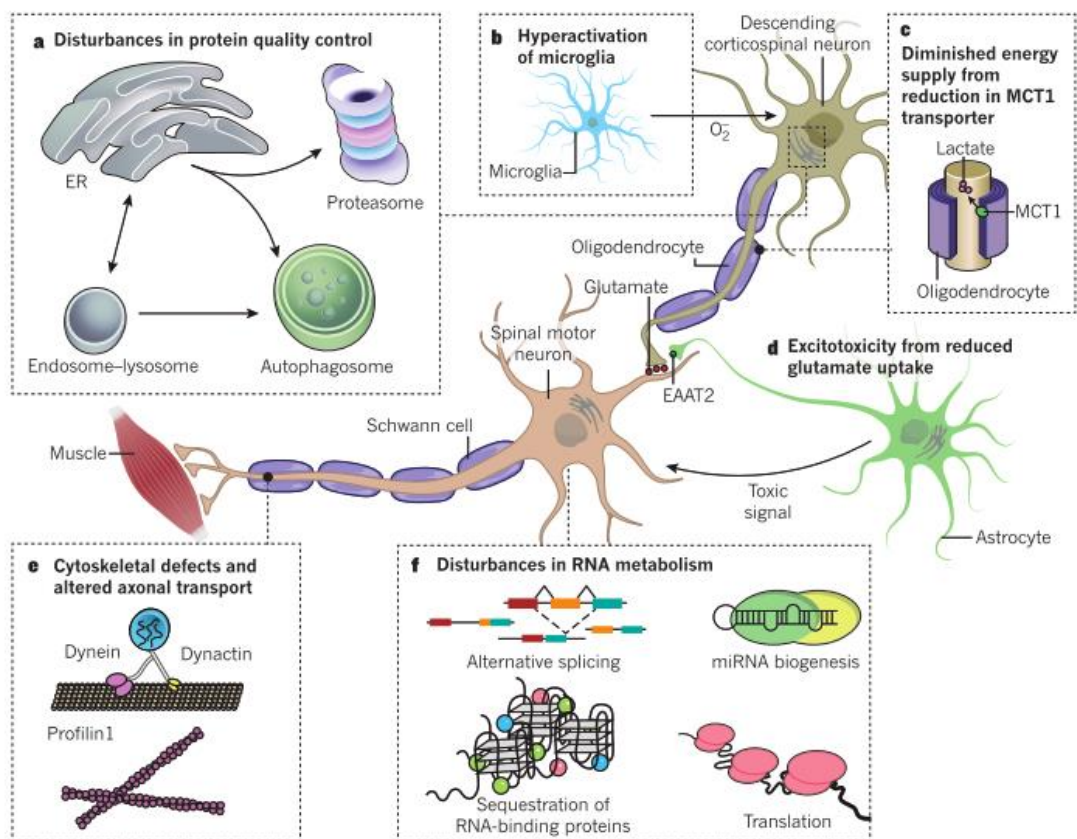 a Disturbances in protein quality control
ER
Proteasome
Endosome–lysosome
Autophagosome
b Hyperactivation
of microglia
Microglia
O₂⁻
Descending
corticospinal neuron
c
Diminished energy
supply from
reduction in MCT1
transporter
Lactate
MCT1
Oligodendrocyte
Oligodendrocyte
Glutamate
Spinal motor
neuron
EAAT2
d Excitotoxicity from reduced
glutamate uptake
Schwann cell
Muscle
Toxic
signal
Astrocyte
e Cytoskeletal defects and
altered axonal transport
Dynein
Dynactin
Profilin1
f Disturbances in RNA metabolism
Alternative splicing
miRNA biogenesis
Sequestration of
RNA-binding proteins
Translation